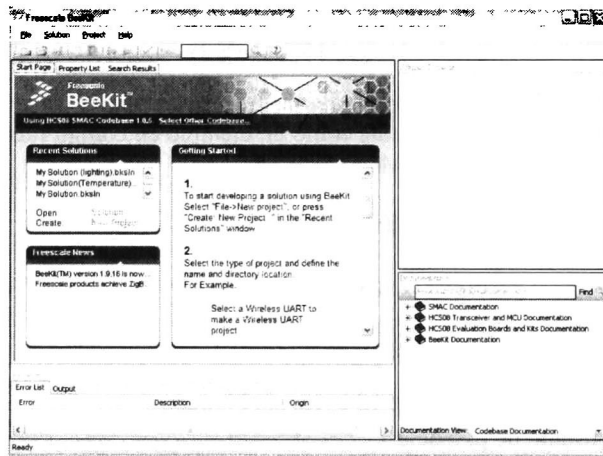 Freescale BeeKit
File Solution Project Help
Start Page Property List Search Results
Freescale
BeeKit™
Using HCS08 SMAC Codebase 1.0.5 Select Other Codebase...
Recent Solutions
My Solution (lighting).bksln
My Solution(Temperature)...
My Solution.bksln
Open Solution
Create New Project
Freescale News
BeeKit(TM) version 1.9.16 is now...
Freescale products achieve ZigB
Getting Started
1.
To start developing a solution using BeeKit
Select "File->New project", or press
"Create: New Project..." in the "Recent
Solutions" window
2.
Select the type of project and define the
name and directory location.
For Example.
Select a Wireless UART to
make a Wireless UART
project
Find
SMAC Documentation
HCS08 Transceiver and MCU Documentation
HCS08 Evaluation Boards and Kits Documentation
BeeKit Documentation
Error List Output
Error Description Origin
Documentation View: Codebase Documentation
Ready